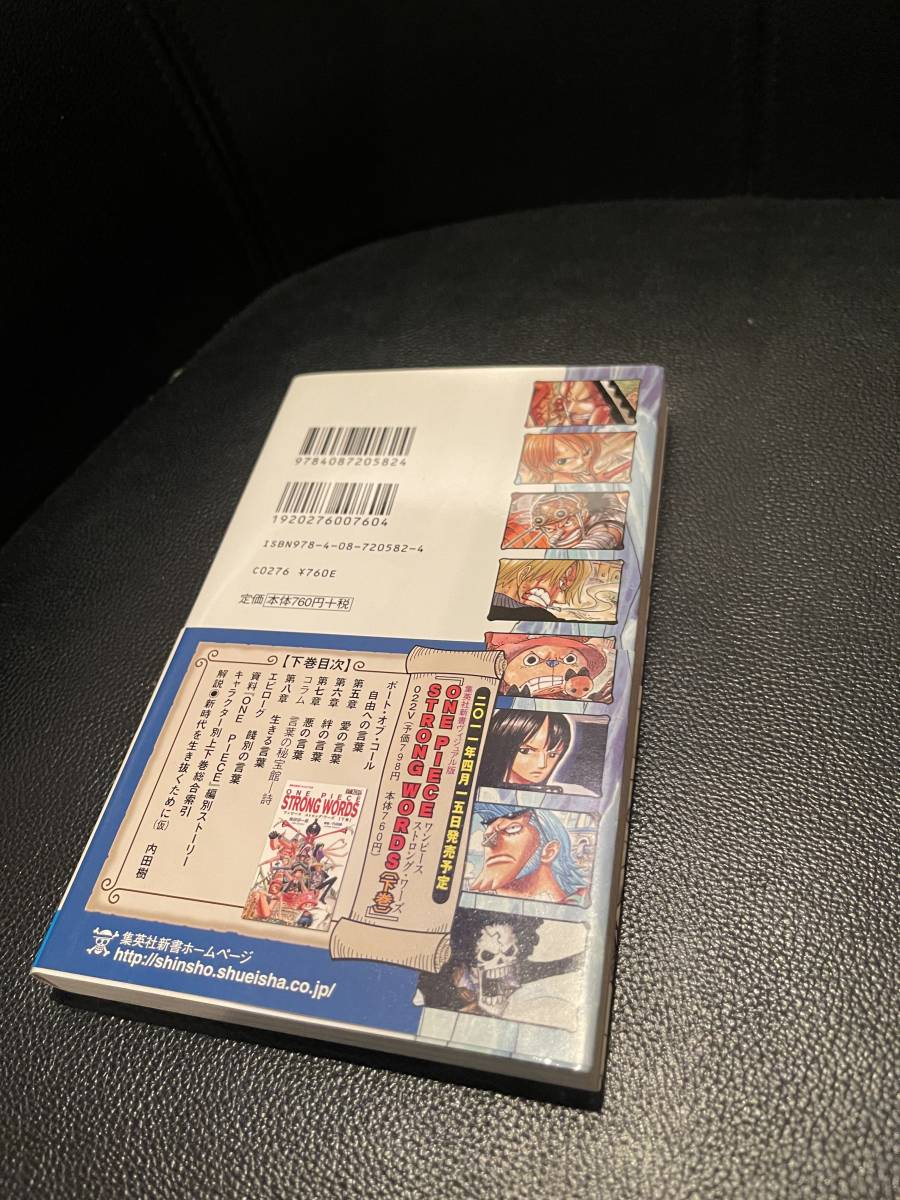 9784087205824
1920276007604
ISBN978-4-08-720582-4
C0276 ¥760E
定価 本体760円+税
二〇一一年四月一五日発売予定
集英社新書ヴィジュアル版
『ONE PIECE ワンピース
STRONG WORDS ストロング・ワーズ【下巻】』
022V (予価798円 本体760円)
【下巻目次】
ポート・オブ・コール
自由への言葉
第五章 愛の言葉
第六章 絆の言葉
第七章 悪の言葉
コラム 言葉の秘宝館―詩
第八章 生きる言葉
エピローグ 餞別の言葉
資料『ONE PIECE』編別ストーリー
キャラクター別上下巻総合索引
解説●新時代を生き抜くために(仮) 内田樹
ONE PIECE
STRONG WORDS
集英社新書ホームページ
http://shinsho.shueisha.co.jp/